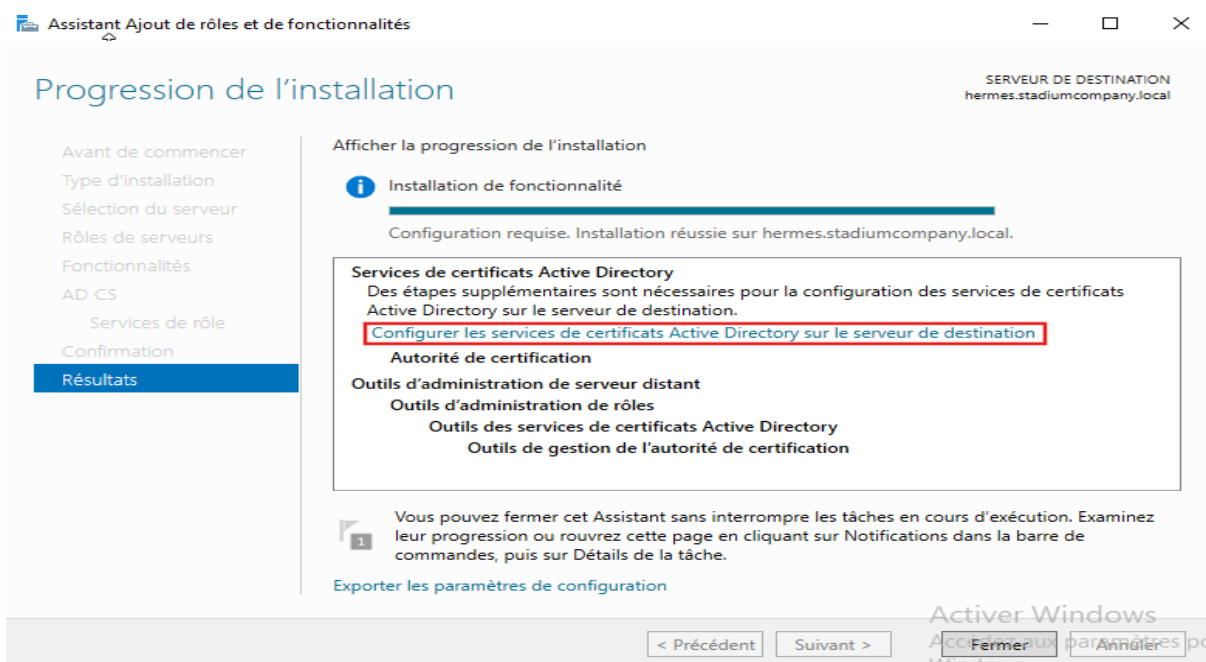 Assistant Ajout de rôles et de fonctionnalités
Progression de l’installation
SERVEUR DE DESTINATION
hermes.stadiumcompany.local
Avant de commencer
Type d'installation
Sélection du serveur
Rôles de serveurs
Fonctionnalités
AD CS
Services de rôle
Confirmation
Résultats
Afficher la progression de l’installation
Installation de fonctionnalité
Configuration requise. Installation réussie sur hermes.stadiumcompany.local.
Services de certificats Active Directory
Des étapes supplémentaires sont nécessaires pour la configuration des services de certificats
Active Directory sur le serveur de destination.
Configurer les services de certificats Active Directory sur le serveur de destination
Autorité de certification
Outils d’administration de serveur distant
Outils d’administration de rôles
Outils des services de certificats Active Directory
Outils de gestion de l’autorité de certification
1
Vous pouvez fermer cet Assistant sans interrompre les tâches en cours d’exécution. Examinez
leur progression ou rouvrez cette page en cliquant sur Notifications dans la barre de
commandes, puis sur Détails de la tâche.
Exporter les paramètres de configuration
Activer Windows
Accédez aux paramètres
< Précédent
Suivant >
Fermer
Annuler